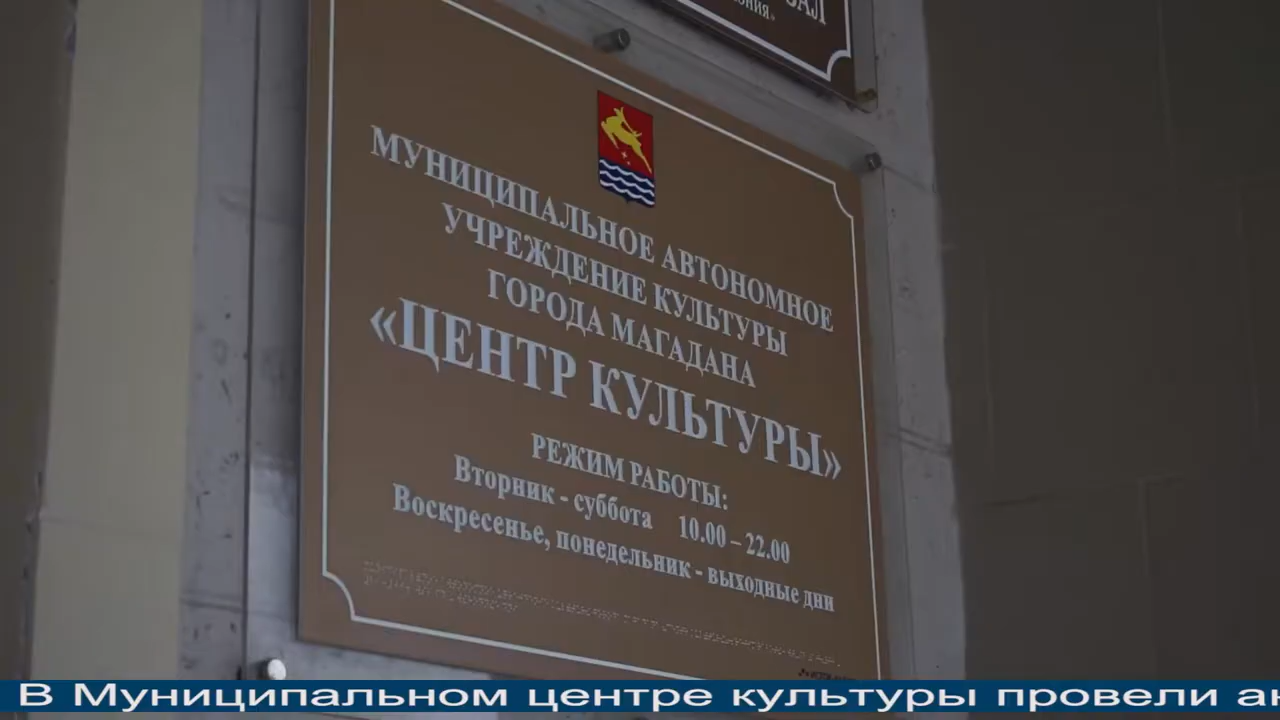 МУНИЦИПАЛЬНОЕ АВТОНОМНОЕ
УЧРЕЖДЕНИЕ КУЛЬТУРЫ
ГОРОДА МАГАДАНА
«ЦЕНТР КУЛЬТУРЫ»
РЕЖИМ РАБОТЫ:
Вторник - суббота 10.00 – 22.00
Воскресенье, понедельник - выходные дни
В Муниципальном центре культуры провели